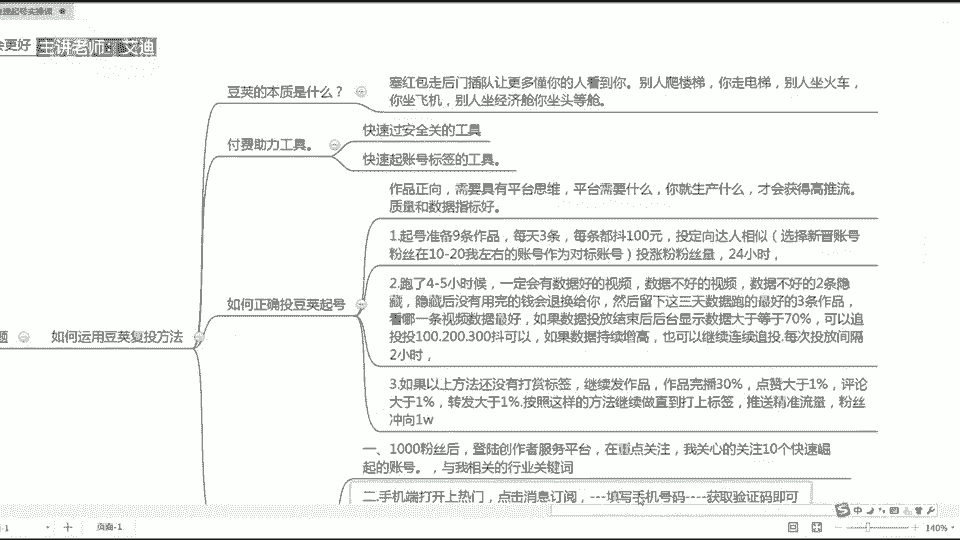 速起号实操课
会更好
主讲老师：艾迪
豆荚的本质是什么？
塞红包走后门插队让更多懂你的人看到你。别人爬楼梯，你走电梯，别人坐火车，
你坐飞机，别人坐经济舱你坐头等舱。
付费助力工具。
快速过安全关的工具
快速起账号标签的工具。
作品正向，需要具有平台思维，平台需要什么，你就生产什么，才会获得高推流。
质量和数据指标好。
1.起号准备9条作品，每天3条，每条都抖100元，投定向达人相似（选择新晋账号
粉丝在10-20我左右的账号作为对标账号）投涨粉粉丝量，24小时，
如何正确投豆荚起号
2.跑了4-5小时候，一定会有数据好的视频，数据不好的视频，数据不好的2条隐
藏，隐藏后没有用完的钱会退换给你，然后留下这三天数据跑的最好的3条作品，
看哪一条视频数据最好，如果数据投放结束后后台显示数据大于等于70%，可以追
投投100.200.300抖可以，如果数据持续增高，也可以继续连续追投.每次投放间隔
2小时，
题
如何运用豆荚复投方法
3.如果以上方法还没有打赏标签，继续发作品，作品完播30%，点赞大于1%，评论
大于1%，转发大于1%.按照这样的方法继续做直到打上标签，推送精准流量，粉丝
冲向1w
一、1000粉丝后，登陆创作者服务平台，在重点关注，我关心的关注10个快速崛
起的账号。，与我相关的行业关键词
二.手机端打开上热门，点击消息订阅，---填写手机号码----获取验证码即可
-1
页面-1
中
140%